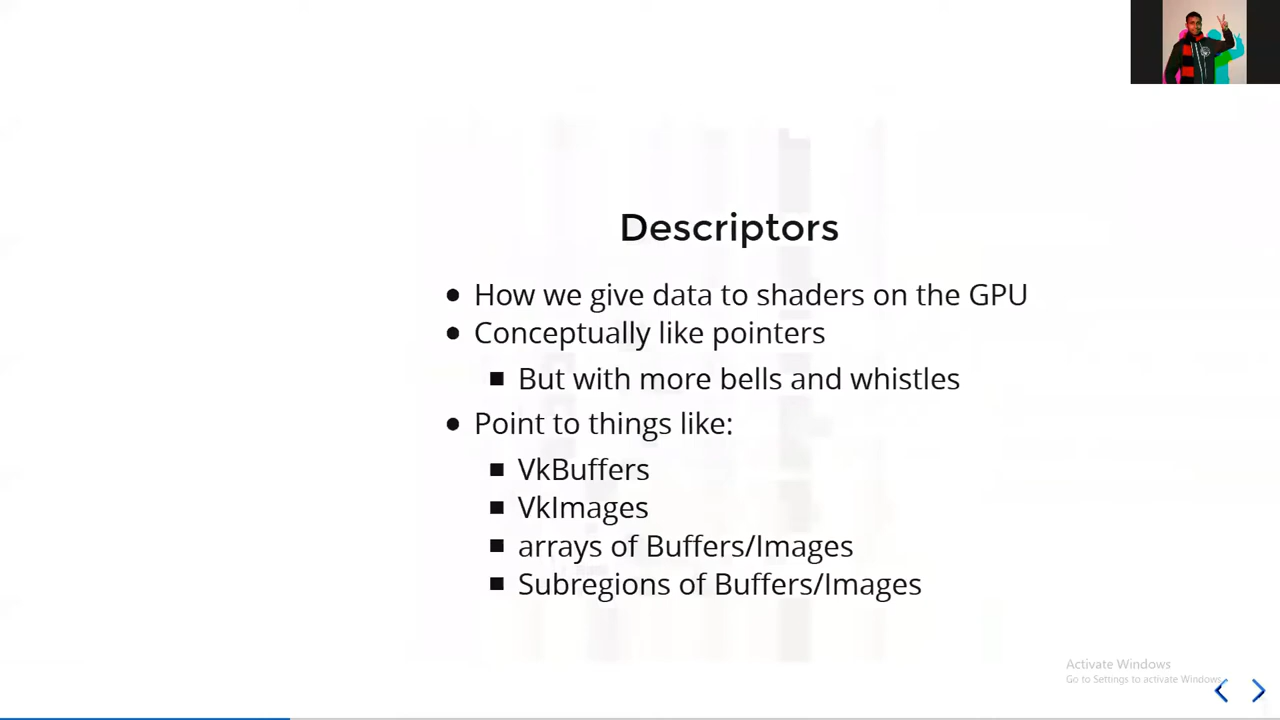 Descriptors
● How we give data to shaders on the GPU
● Conceptually like pointers
■ But with more bells and whistles
● Point to things like:
■ VkBuffers
■ VkImages
■ arrays of Buffers/Images
■ Subregions of Buffers/Images
Activate Windows
Go to Settings to activate Windows.